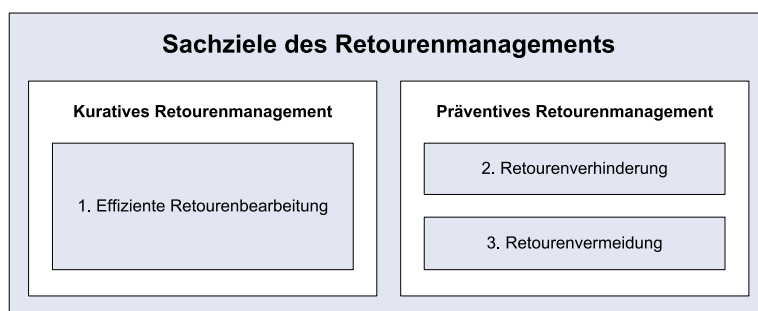 Sachziele des Retourenmanagements
Kuratives Retourenmanagement
1. Effiziente Retourenbearbeitung
Präventives Retourenmanagement
2. Retourenverhinderung
3. Retourenvermeidung